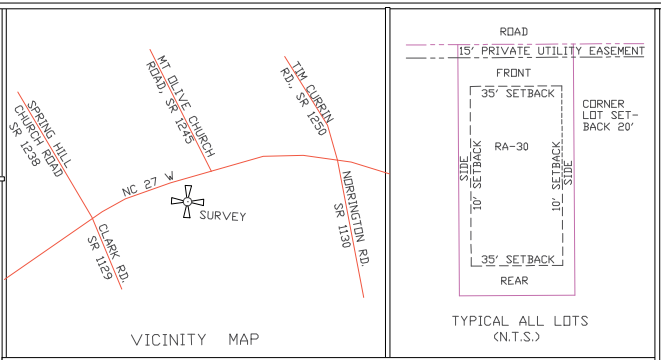 SPRING HILL
CHURCH ROAD
SR 1238
MT OLIVE CHURCH
ROAD, SR 1245
TIM CURRIN
RD., SR 1250
NC 27 W
SURVEY
CLARK RD.
SR 1129
NORRINGTON RD.
SR 1130
VICINITY MAP
ROAD
15' PRIVATE UTILITY EASEMENT
FRONT
35' SETBACK
CORNER
LOT SET-
BACK 20'
RA-30
SIDE
10' SETBACK
10' SETBACK
SIDE
35' SETBACK
REAR
TYPICAL ALL LOTS
(N.T.S.)